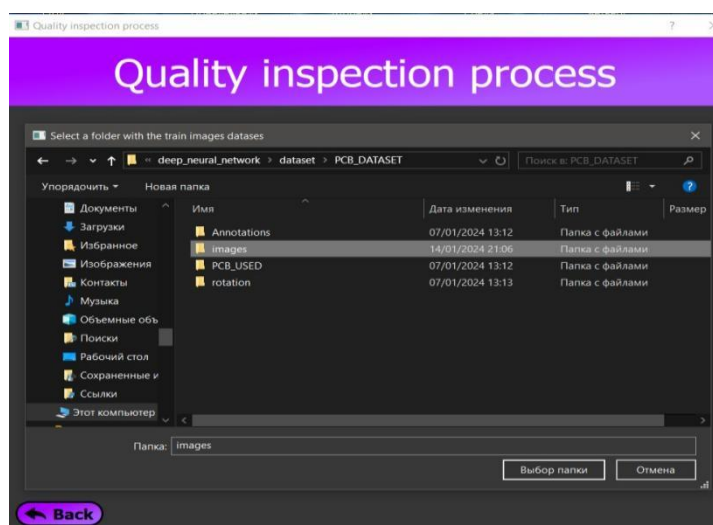 Quality inspection process
?
Quality inspection process
Select a folder with the train images datases
« deep_neural_network > dataset > PCB_DATASET
Поиск в: PCB_DATASET
Упорядочить
Новая папка
?
Имя
Дата изменения
Тип
Размер
Документы
Загрузки
Избранное
Изображения
Контакты
Музыка
Объемные объ
Поиски
Рабочий стол
Сохраненные и
Ссылки
Этот компьютер
Annotations 07/01/2024 13:12 Папка с файлами
images 14/01/2024 21:06 Папка с файлами
PCB_USED 07/01/2024 13:12 Папка с файлами
rotation 07/01/2024 13:13 Папка с файлами
Папка: images
Выбор папки
Отмена
Back